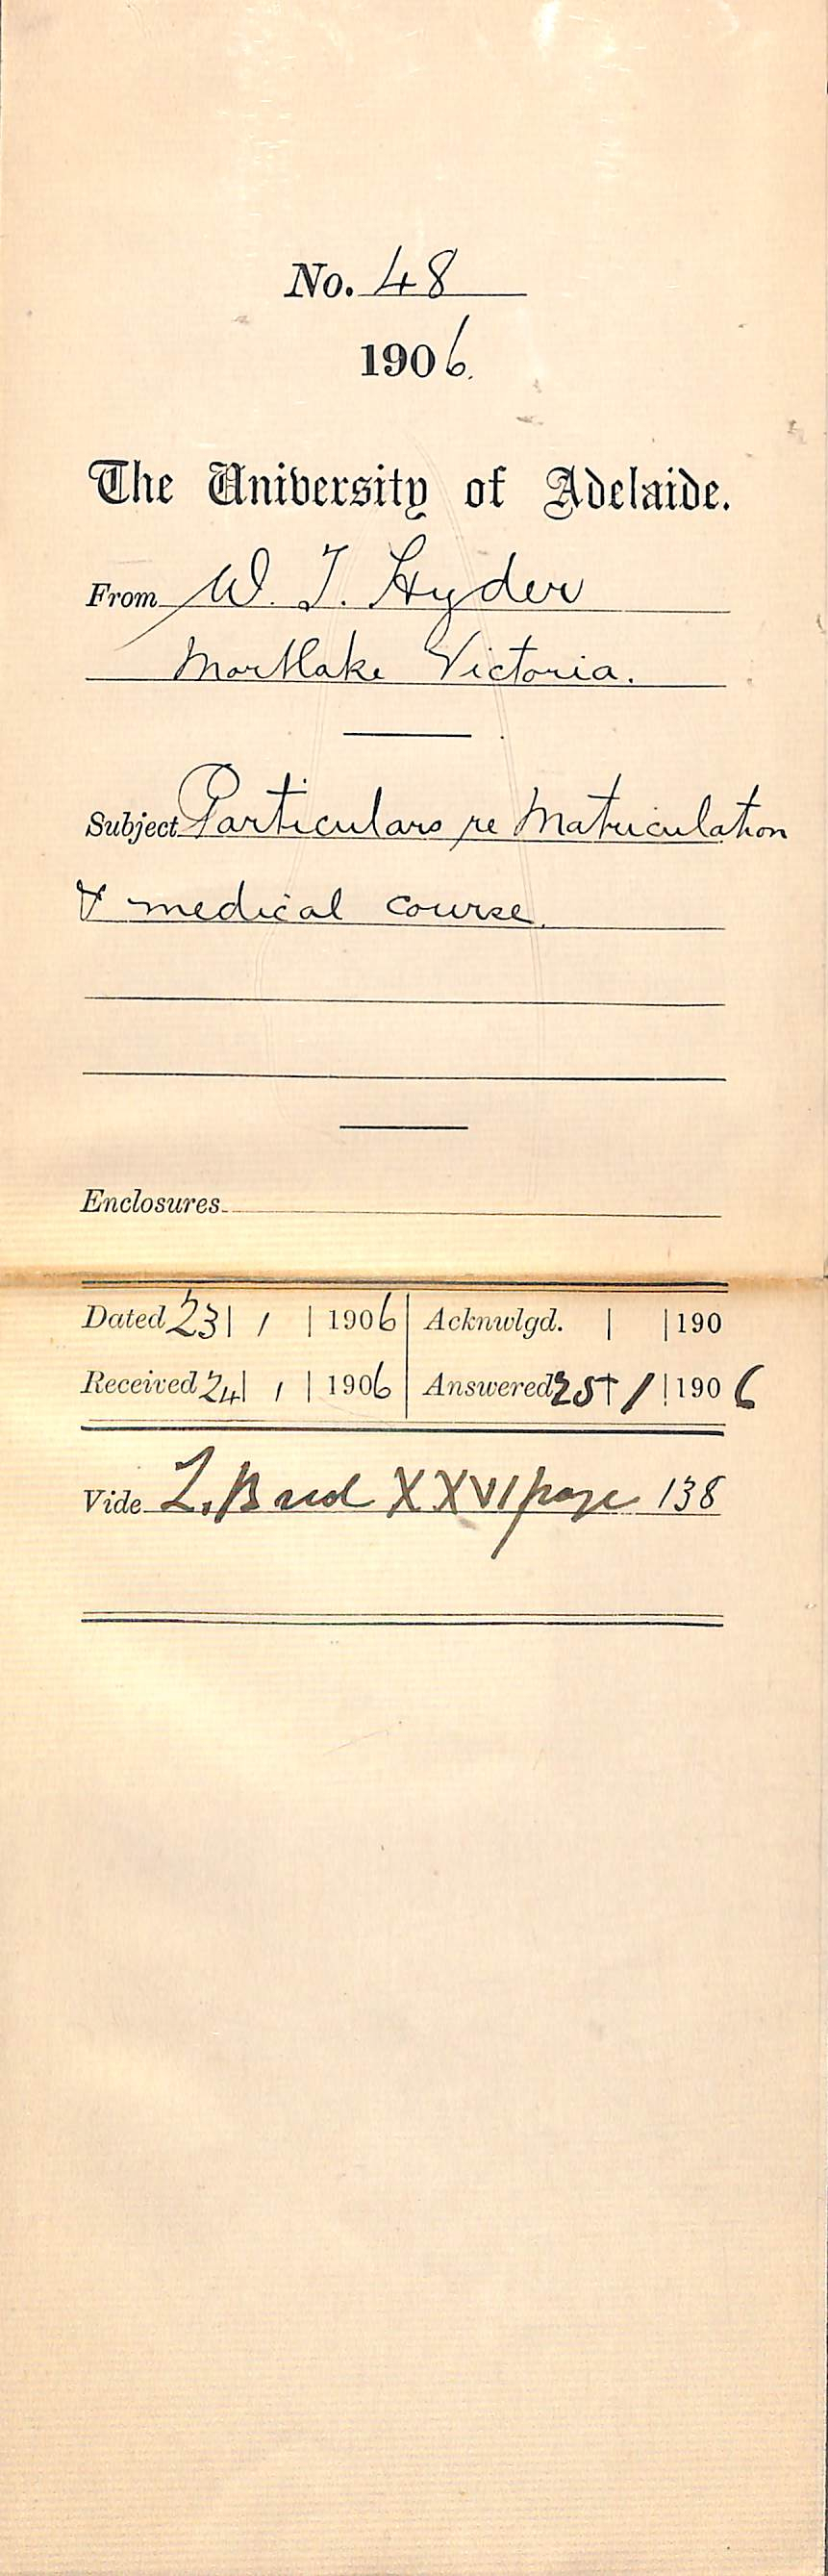 No. 48
1906.
The University of Adelaide.
From W. T. Hyder
Mortlake Victoria.
Subject Particulars re Matriculation
& medical course.
Enclosures
Dated 23 | 1 | 1906 | Acknwlgd. | | 190
Received 24 | 1 | 1906 | Answered 25 | 1 | 1906
Vide L.B red XXVI page 138